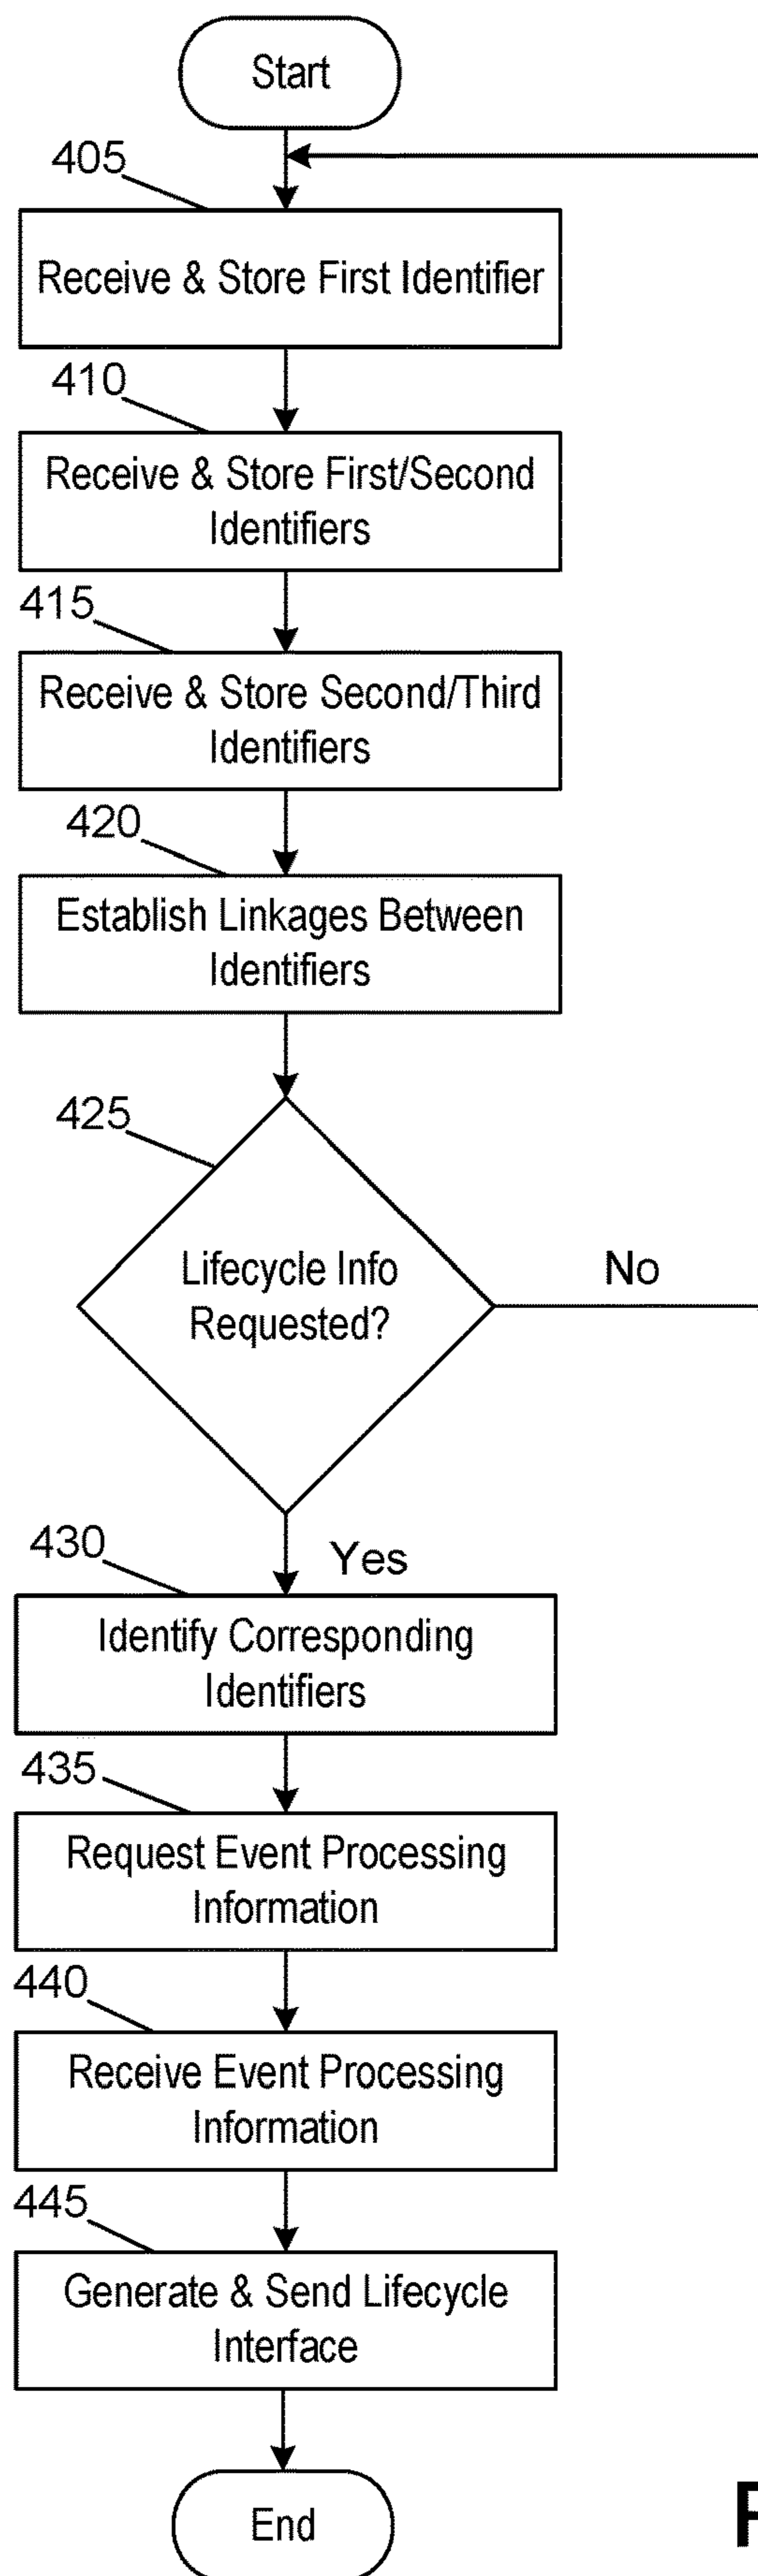 Start
405
Receive & Store First Identifier
410
Receive & Store First/Second
Identifiers
415
Receive & Store Second/Third
Identifiers
420
Establish Linkages Between
Identifiers
425
Lifecycle Info
Requested?
No
Yes
430
Identify Corresponding
Identifiers
435
Request Event Processing
Information
440
Receive Event Processing
Information
445
Generate & Send Lifecycle
Interface
End